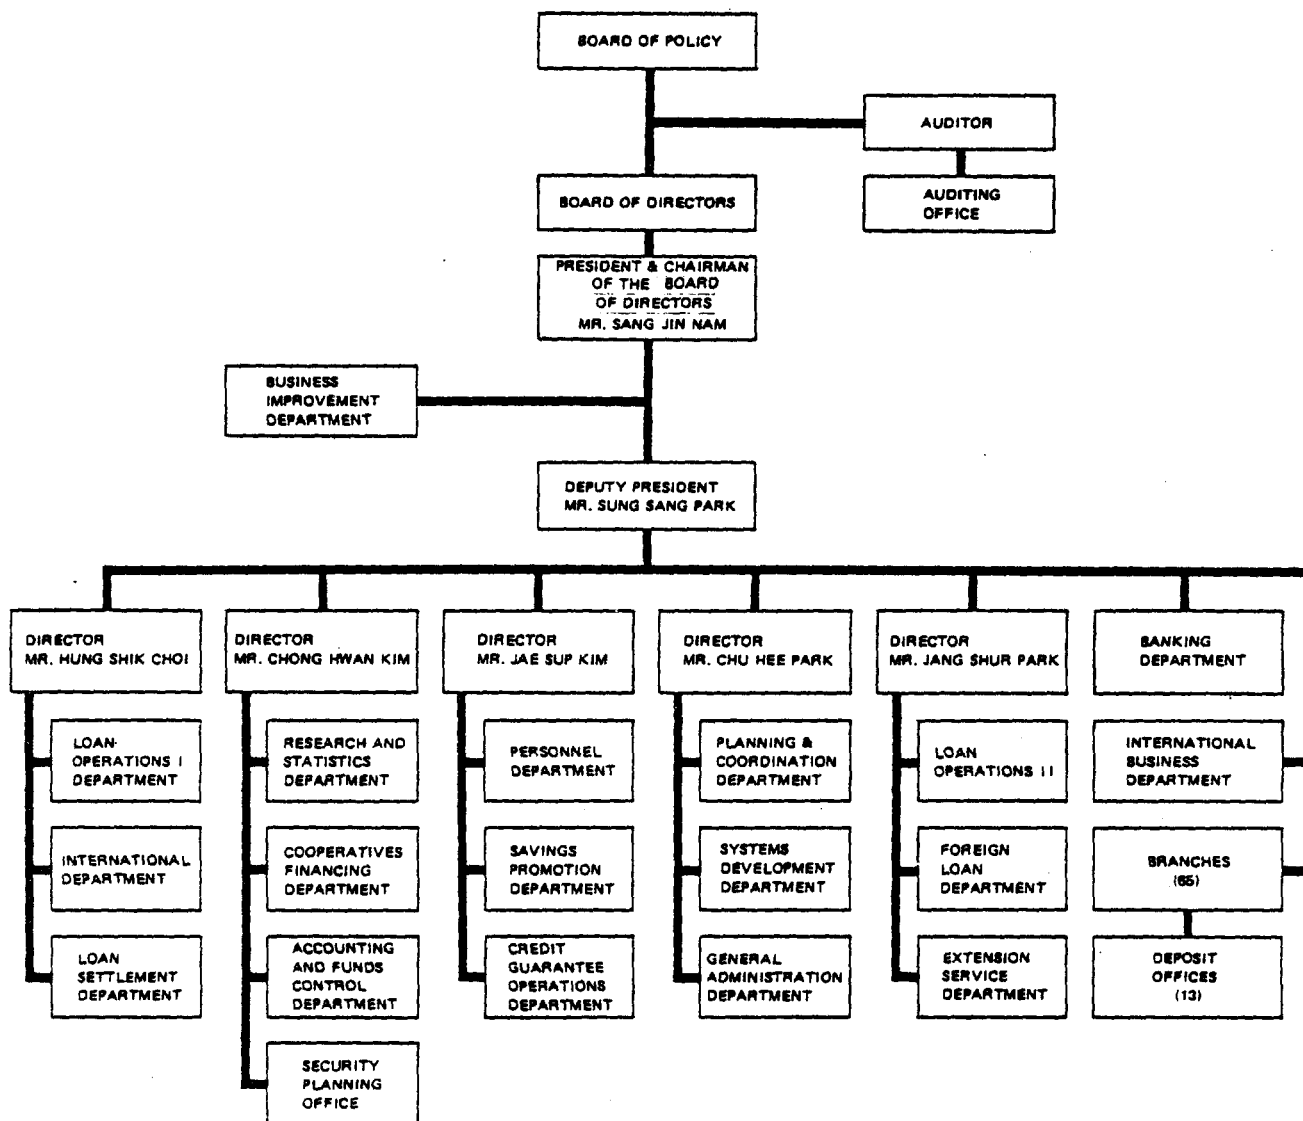 BOARD OF POLICY
AUDITOR
AUDITING
OFFICE
BOARD OF DIRECTORS
PRESIDENT & CHAIRMAN
OF THE BOARD
OF DIRECTORS
MR. SANG JIN NAM
BUSINESS
IMPROVEMENT
DEPARTMENT
DEPUTY PRESIDENT
MR. SUNG SANG PARK
DIRECTOR
MR. HUNG SHIK CHOI
DIRECTOR
MR. CHONG HWAN KIM
DIRECTOR
MR. JAE SUP KIM
DIRECTOR
MR. CHU HEE PARK
DIRECTOR
MR. JANG SHUR PARK
BANKING
DEPARTMENT
LOAN-
OPERATIONS I
DEPARTMENT
RESEARCH AND
STATISTICS
DEPARTMENT
PERSONNEL
DEPARTMENT
PLANNING &
COORDINATION
DEPARTMENT
LOAN
OPERATIONS II
INTERNATIONAL
BUSINESS
DEPARTMENT
INTERNATIONAL
DEPARTMENT
COOPERATIVES
FINANCING
DEPARTMENT
SAVINGS
PROMOTION
DEPARTMENT
SYSTEMS
DEVELOPMENT
DEPARTMENT
FOREIGN
LOAN
DEPARTMENT
BRANCHES
(65)
LOAN
SETTLEMENT
DEPARTMENT
ACCOUNTING
AND FUNDS
CONTROL
DEPARTMENT
CREDIT
GUARANTEE
OPERATIONS
DEPARTMENT
GENERAL
ADMINISTRATION
DEPARTMENT
EXTENSION
SERVICE
DEPARTMENT
DEPOSIT
OFFICES
(13)
SECURITY
PLANNING
OFFICE